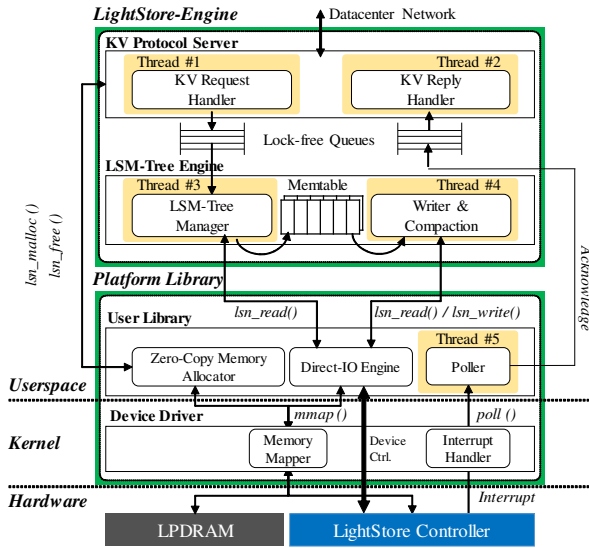 LightStore-Engine
Datacenter Network
KV Protocol Server
Thread #1
Thread #2
KV Request
Handler
KV Reply
Handler
Lock-free Queues
LSM-Tree Engine
Thread #3
Memtable
Thread #4
LSM-Tree
Manager
Writer &
Compaction
lsn_malloc ()
lsn_free ()
Acknowledge
Platform Library
lsn_read()
lsn_read() / lsn_write()
User Library
Thread #5
Zero-Copy Memory
Allocator
Direct-IO Engine
Poller
Userspace
Device Driver
mmap ()
poll ()
Kernel
Memory
Mapper
Device
Ctrl.
Interrupt
Handler
Hardware
Interrupt
LPDRAM
LightStore Controller